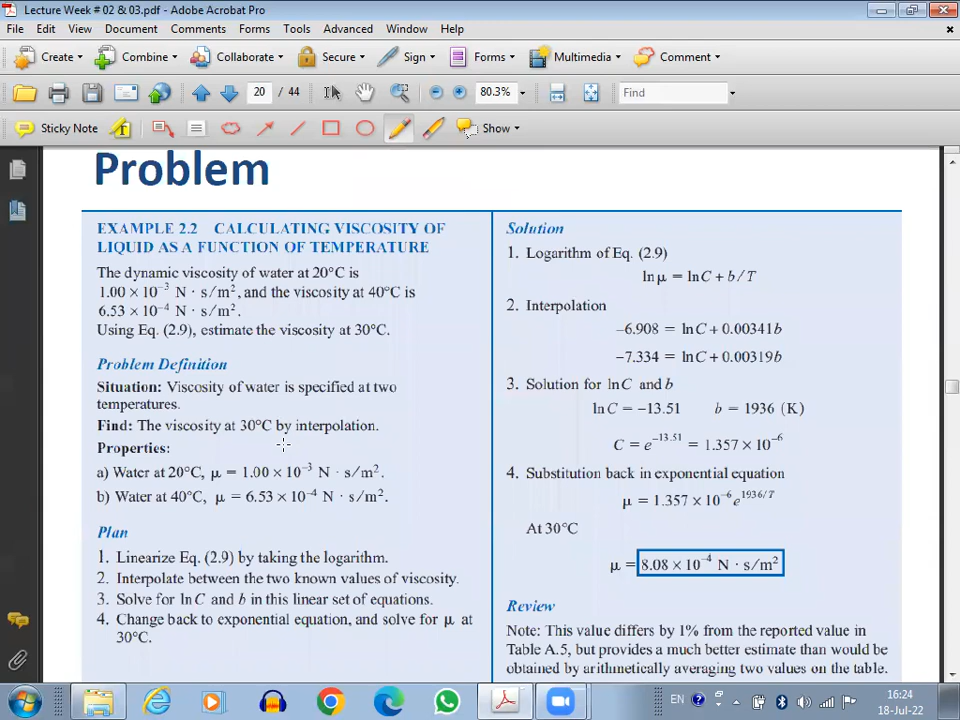 Lecture Week # 02 & 03.pdf - Adobe Acrobat Pro
File Edit View Document Comments Forms Tools Advanced Window Help
Create Combine Collaborate Secure Sign Forms Multimedia Comment
20 / 44 80.3% Find
Sticky Note Show
Problem
EXAMPLE 2.2 CALCULATING VISCOSITY OF
LIQUID AS A FUNCTION OF TEMPERATURE
The dynamic viscosity of water at 20°C is
1.00 × 10⁻³ N · s/m², and the viscosity at 40°C is
6.53 × 10⁻⁴ N · s/m².
Using Eq. (2.9), estimate the viscosity at 30°C.
Problem Definition
Situation: Viscosity of water is specified at two
temperatures.
Find: The viscosity at 30°C by interpolation.
Properties:
a) Water at 20°C, μ = 1.00 × 10⁻³ N · s/m².
b) Water at 40°C, μ = 6.53 × 10⁻⁴ N · s/m².
Plan
1. Linearize Eq. (2.9) by taking the logarithm.
2. Interpolate between the two known values of viscosity.
3. Solve for ln C and b in this linear set of equations.
4. Change back to exponential equation, and solve for μ at
30°C.
Solution
1. Logarithm of Eq. (2.9)
ln μ = ln C + b/T
2. Interpolation
–6.908 = ln C + 0.00341b
–7.334 = ln C + 0.00319b
3. Solution for ln C and b
ln C = –13.51 b = 1936 (K)
C = e⁻¹³·⁵¹ = 1.357 × 10⁻⁶
4. Substitution back in exponential equation
μ = 1.357 × 10⁻⁶e¹⁹³⁶/ᵀ
At 30°C
μ = 8.08 × 10⁻⁴ N · s/m²
Review
Note: This value differs by 1% from the reported value in
Table A.5, but provides a much better estimate than would be
obtained by arithmetically averaging two values on the table.
EN 16:24
18-Jul-22